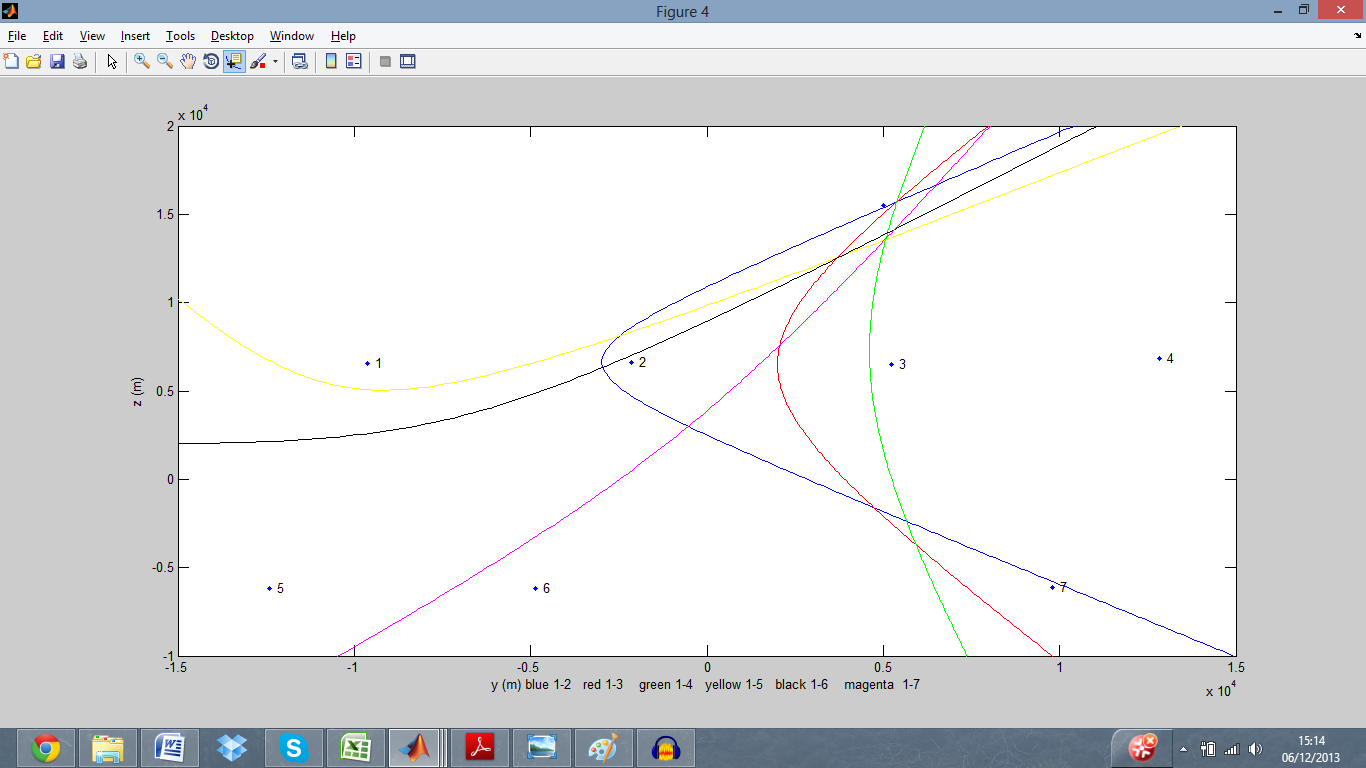 Figure 4
File Edit View Insert Tools Desktop Window Help
x 10^4
2
1.5
1
0.5
0
-0.5
-1
z (m)
1
2
3
4
5
6
7
-1.5 -1 -0.5 0 0.5 1 1.5
y (m) blue 1-2 red 1-3 green 1-4 yellow 1-5 black 1-6 magenta 1-7
x 10^4
15:14
06/12/2013